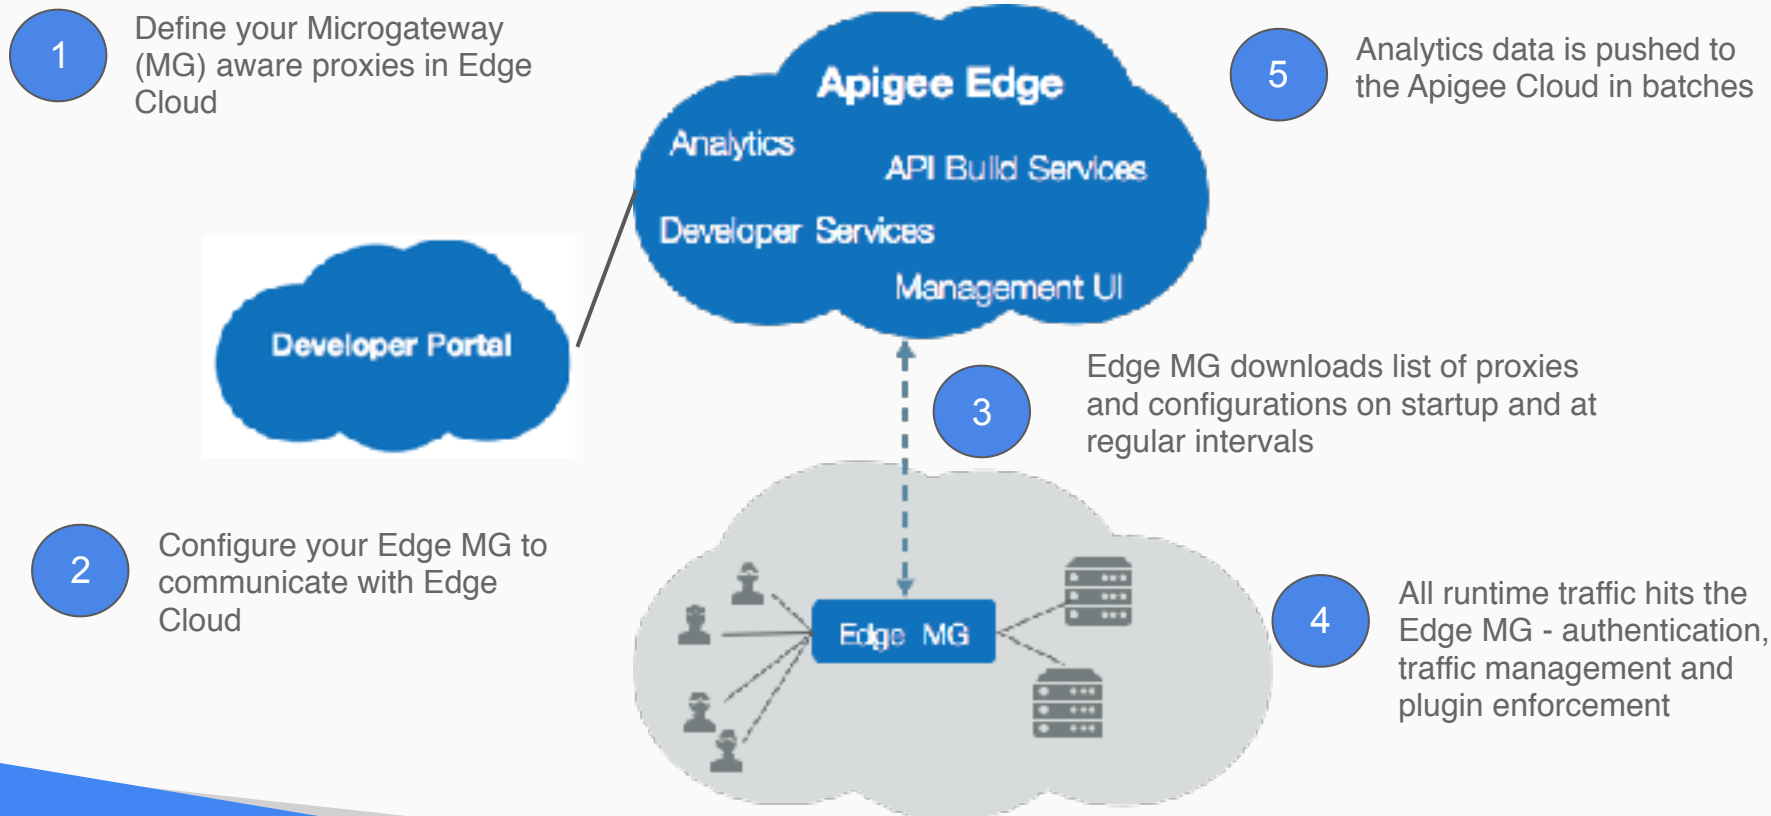 1
Define your Microgateway
(MG) aware proxies in Edge
Cloud
Apigee Edge
Analytics
API Build Services
Developer Services
Management UI
5
Analytics data is pushed to
the Apigee Cloud in batches
Developer Portal
3
Edge MG downloads list of proxies
and configurations on startup and at
regular intervals
2
Configure your Edge MG to
communicate with Edge
Cloud
Edge MG
4
All runtime traffic hits the
Edge MG - authentication,
traffic management and
plugin enforcement